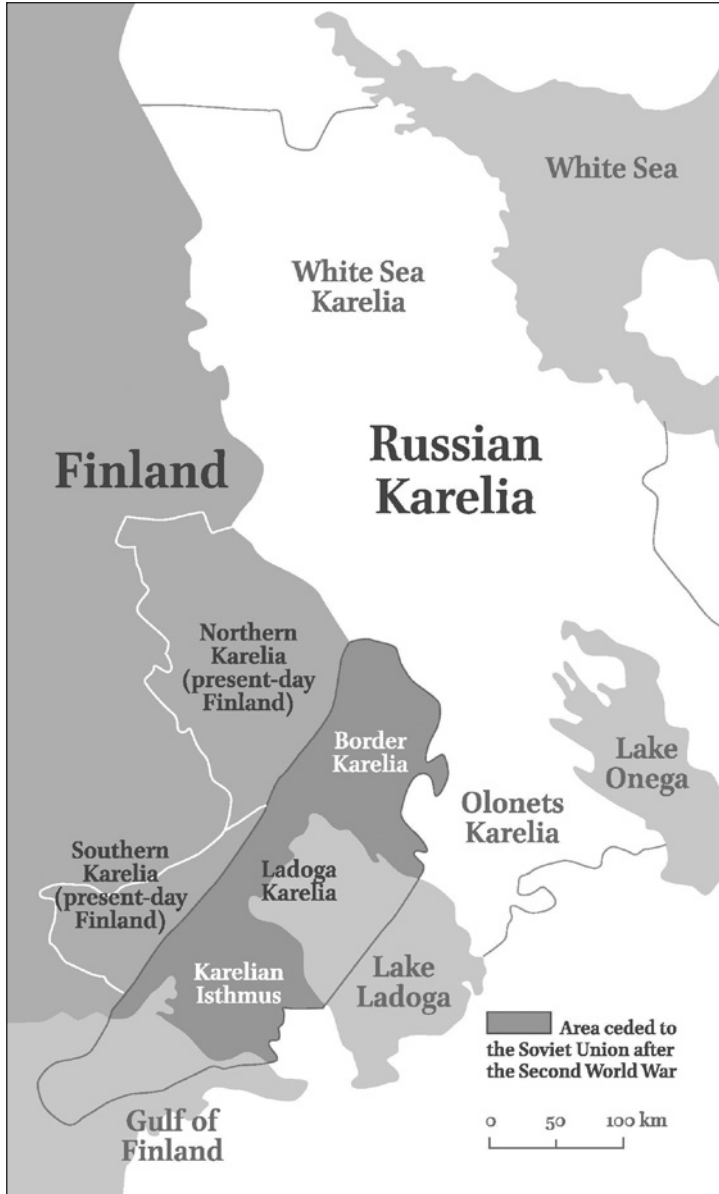 White Sea
White Sea
Karelia
Finland
Russian
Karelia
Northern
Karelia
(present-day
Finland)
Border
Karelia
Lake
Onega
Olonets
Karelia
Southern
Karelia
(present-day
Finland)
Ladoga
Karelia
Karelian
Isthmus
Lake
Ladoga
Area ceded to
the Soviet Union after
the Second World War
Gulf of
Finland
0 50 100 km